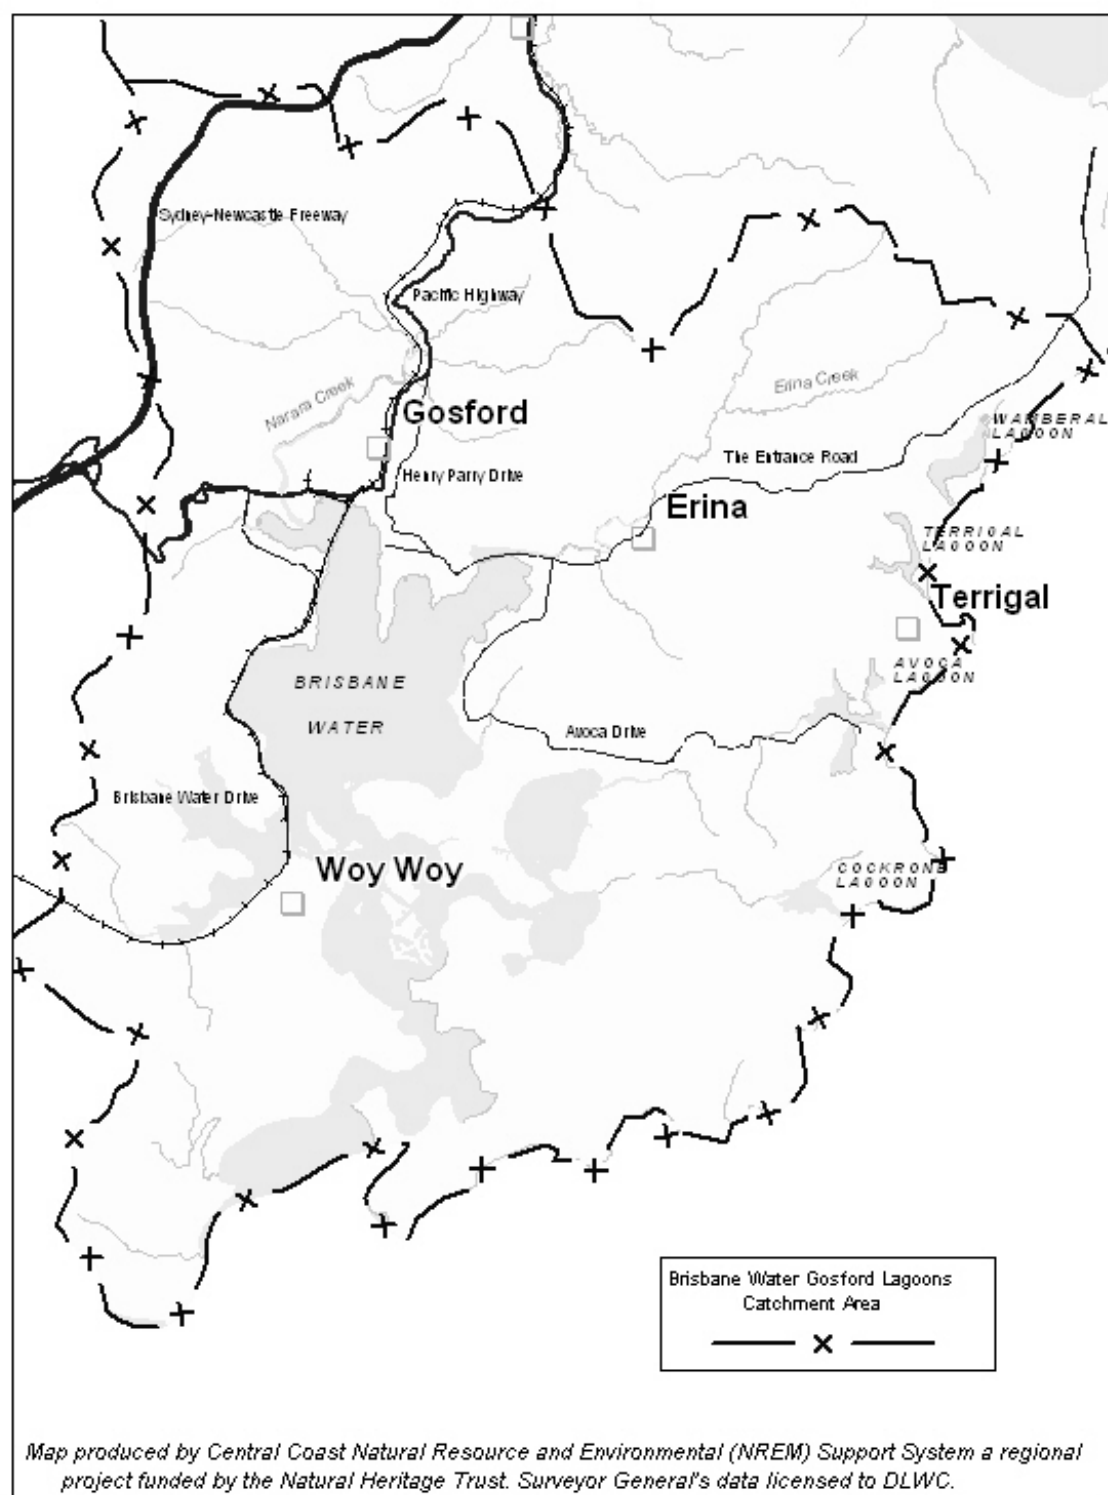 Sydney-Newcastle-Freeway
Pacific Highway
Narara Creek
Gosford
Erina Creek
WAMBERAL
LAGOON
The Entrance Road
Henry Parry Drive
Erina
TERRIGAL
LAGOON
Terrigal
AVOCA
LAGOON
BRISBANE
WATER
Avoca Drive
Brisbane Water Drive
Woy Woy
COCKRONE
LAGOON
Brisbane Water Gosford Lagoons
Catchment Area
Map produced by Central Coast Natural Resource and Environmental (NREM) Support System a regional
project funded by the Natural Heritage Trust. Surveyor General's data licensed to DLWC.